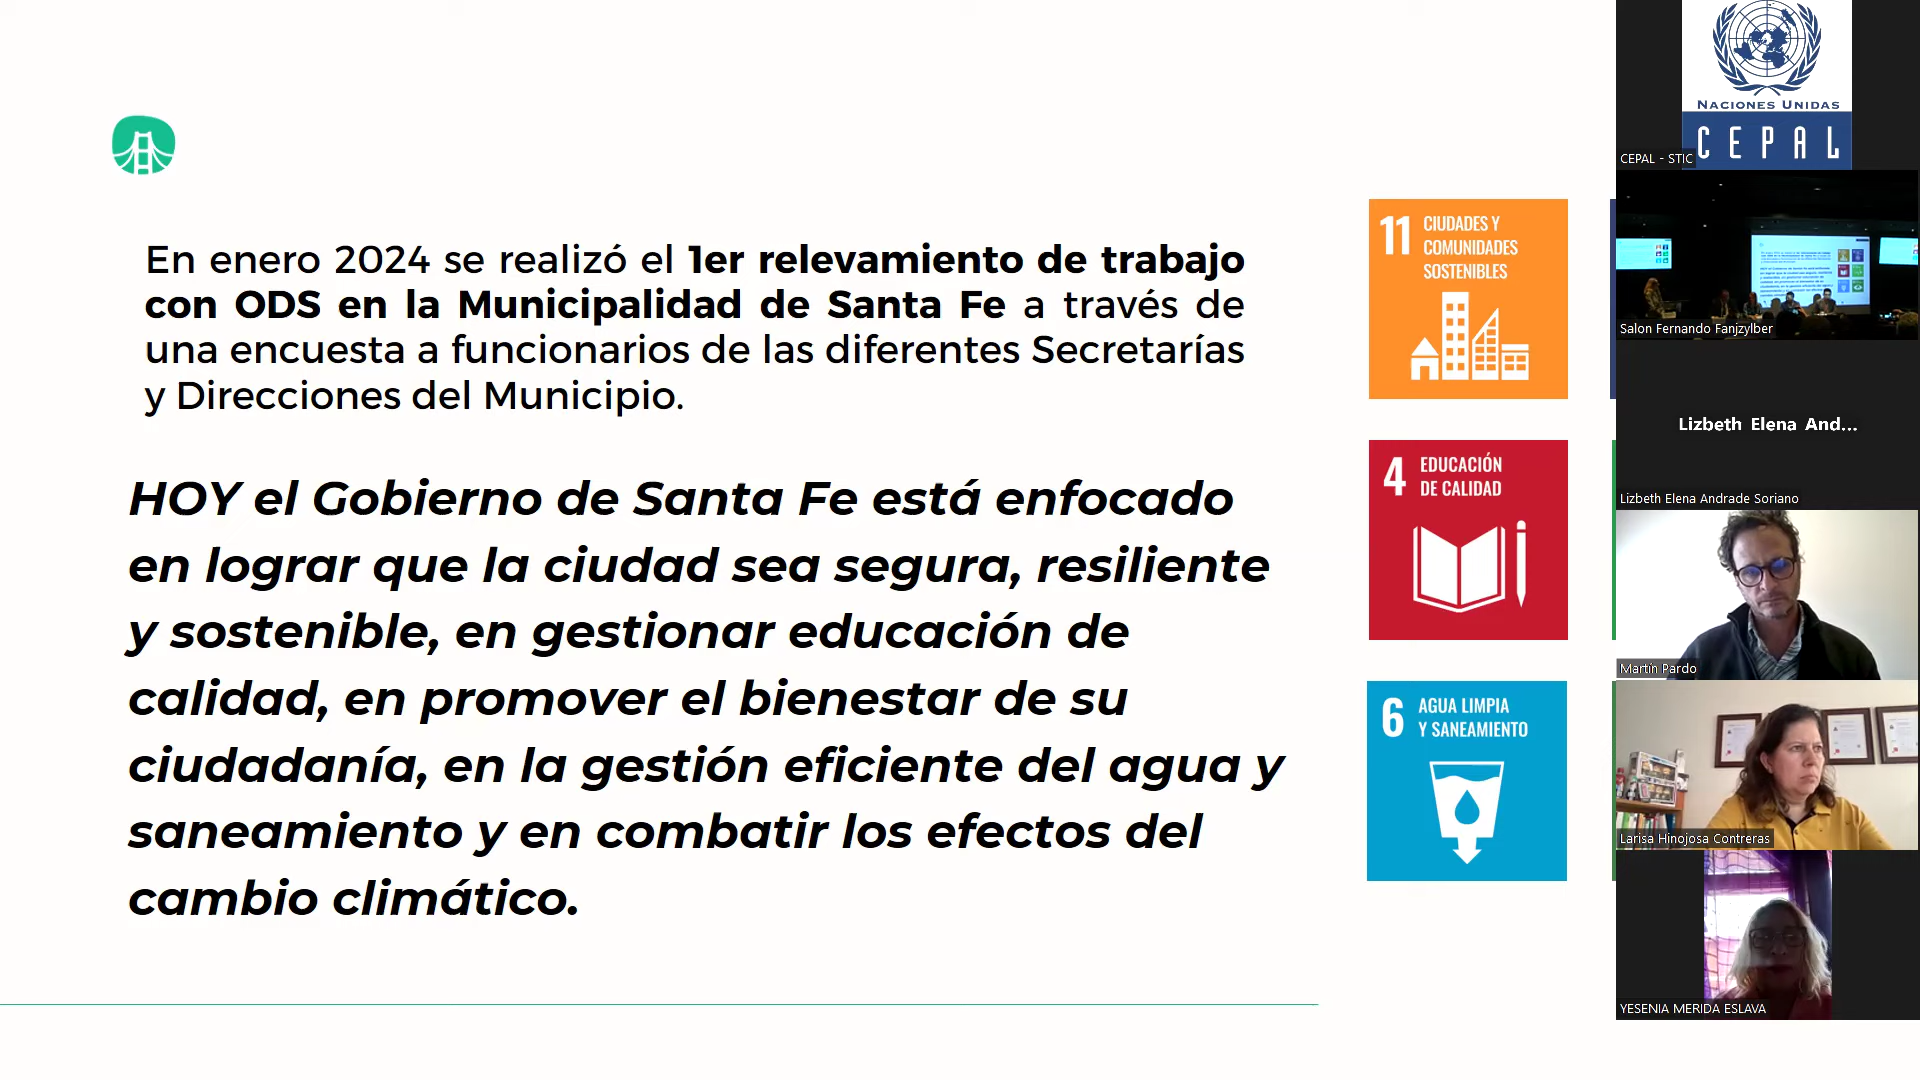 En enero 2024 se realizó el 1er relevamiento de trabajo
con ODS en la Municipalidad de Santa Fe a través de
una encuesta a funcionarios de las diferentes Secretarías
y Direcciones del Municipio.
HOY el Gobierno de Santa Fe está enfocado
en lograr que la ciudad sea segura, resiliente
y sostenible, en gestionar educación de
calidad, en promover el bienestar de su
ciudadanía, en la gestión eficiente del agua y
saneamiento y en combatir los efectos del
cambio climático.
11 CIUDADES Y
COMUNIDADES
SOSTENIBLES
4 EDUCACIÓN
DE CALIDAD
6 AGUA LIMPIA
Y SANEAMIENTO
NACIONES UNIDAS
CEPAL
CEPAL - STIC
Salon Fernando Fanjzylber
Lizbeth Elena And...
Lizbeth Elena Andrade Soriano
Martín Pardo
Larisa Hinojosa Contreras
YESENIA MERIDA ESLAVA